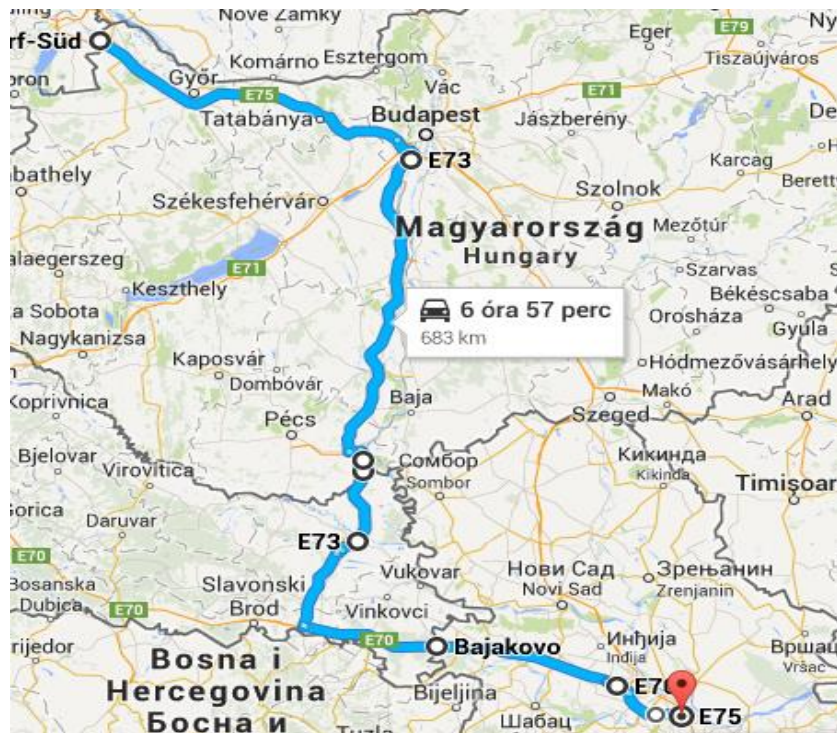 Nove Zamky
rf-Süd
Komárno
Esztergom
Eger
Tiszaújváros
Győr
E75
Vác
E71
E79
Tatabánya
Budapest
Jászberény
E73
Karcag
Székesfehérvár
Szolnok
Magyarország
Hungary
Mezőtúr
E71
Szarvas
Keszthely
6 óra 57 perc
683 km
Békéscsaba
Orosháza
Gyula
Nagykanizsa
Kaposvár
Dombóvár
Hódmezővásárhely
Makó
Koprivnica
Baja
Szeged
Arad
Pécs
Bjelovar
Virovitica
Сомбор
Sombor
Кикинда
Kikinda
Timișoar
Daruvar
E73
E70
Slavonski
Brod
Vukovar
Нови Сад
Novi Sad
Зрењанин
Zrenjanin
Bosanska
Dubica
E70
Vinkovci
E70
Bajakovo
Инђија
Inđija
Вршац
Vršac
Bosna i
Hercegovina
Босна и
Bijeljina
E70
E75
Шабац
Tuzla